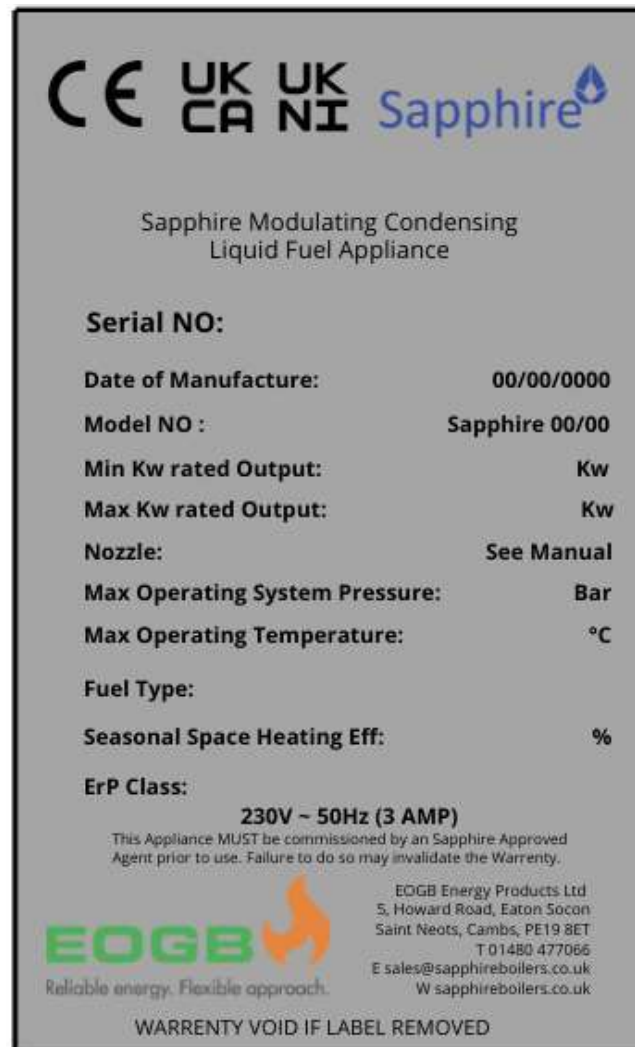 CE UK CA UK NI Sapphire
Sapphire Modulating Condensing
Liquid Fuel Appliance
Serial NO:
Date of Manufacture: 00/00/0000
Model NO : Sapphire 00/00
Min Kw rated Output: Kw
Max Kw rated Output: Kw
Nozzle: See Manual
Max Operating System Pressure: Bar
Max Operating Temperature: °C
Fuel Type:
Seasonal Space Heating Eff: %
ErP Class:
230V ~ 50Hz (3 AMP)
This Appliance MUST be commissioned by an Sapphire Approved
Agent prior to use. Failure to do so may invalidate the Warrenty.
EOGB
Reliable energy. Flexible approach.
EOGB Energy Products Ltd
5, Howard Road, Eaton Socon
Saint Neots, Cambs, PE19 8ET
T 01480 477066
E sales@sapphireboilers.co.uk
W sapphireboilers.co.uk
WARRENTY VOID IF LABEL REMOVED